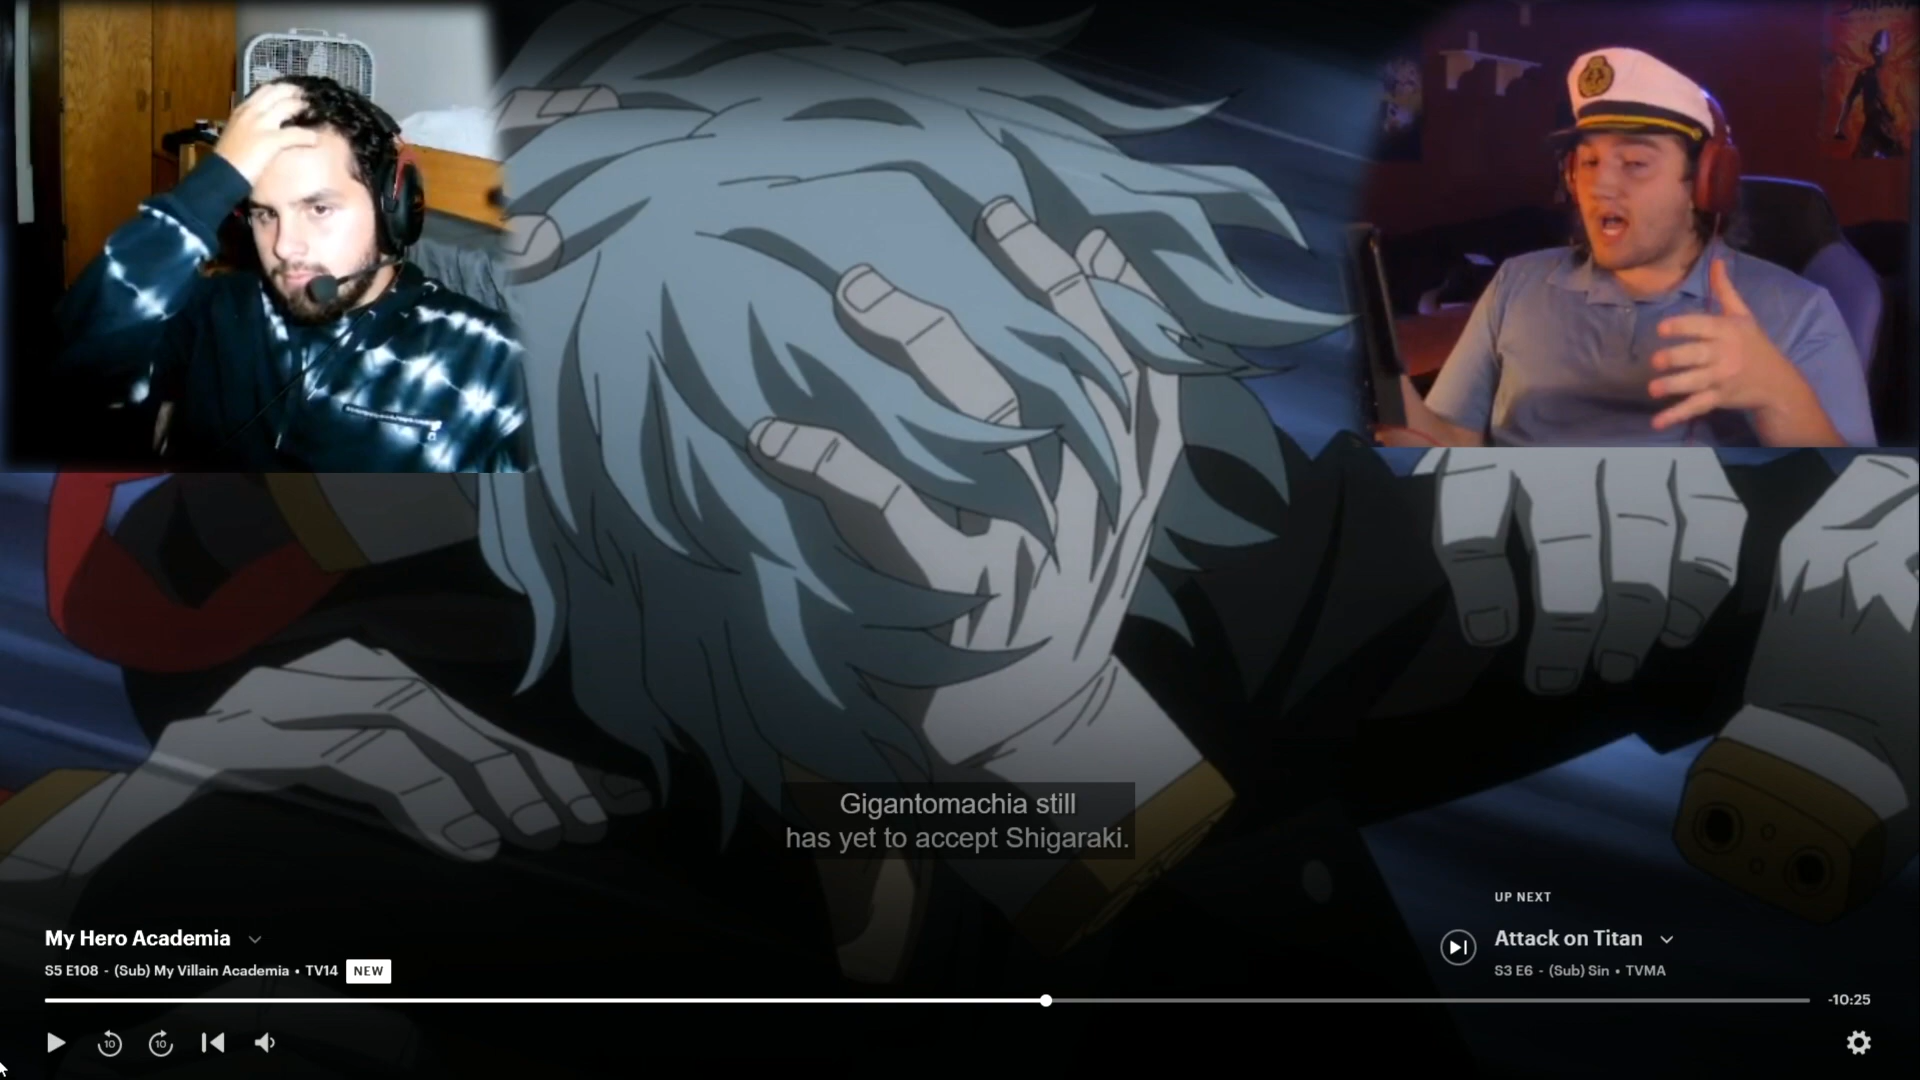 Gigantomachia still
has yet to accept Shigaraki.
UP NEXT
My Hero Academia
Attack on Titan
S5 E108 - (Sub) My Villain Academia • TV14 NEW
S3 E6 - (Sub) Sin • TVMA
-10:25
10
10